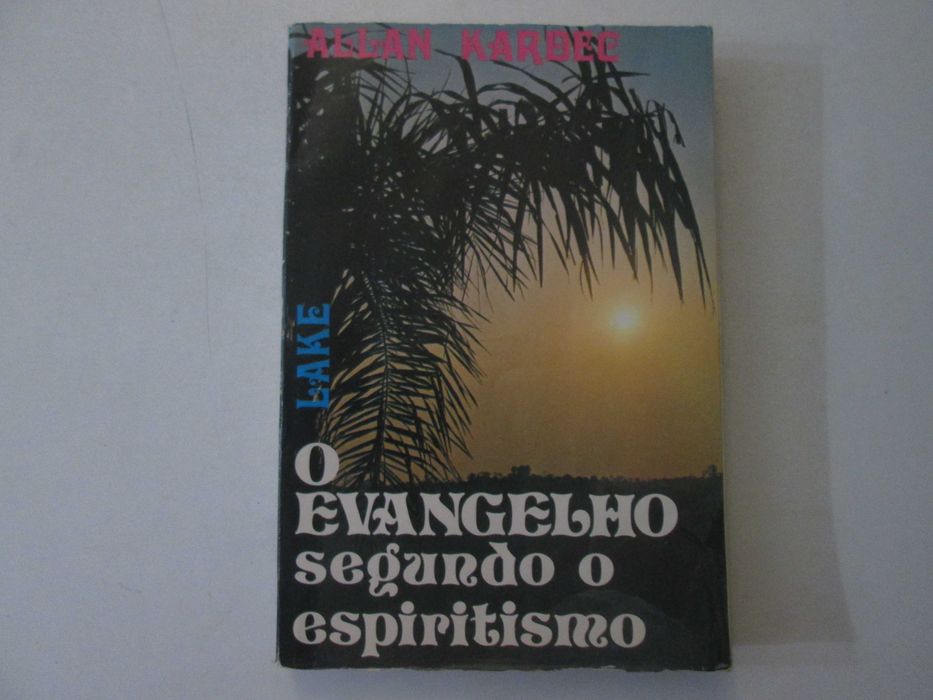 ALLAN KARDEC
LAKE
O
EVANGELHO
segundo o
espiritismo